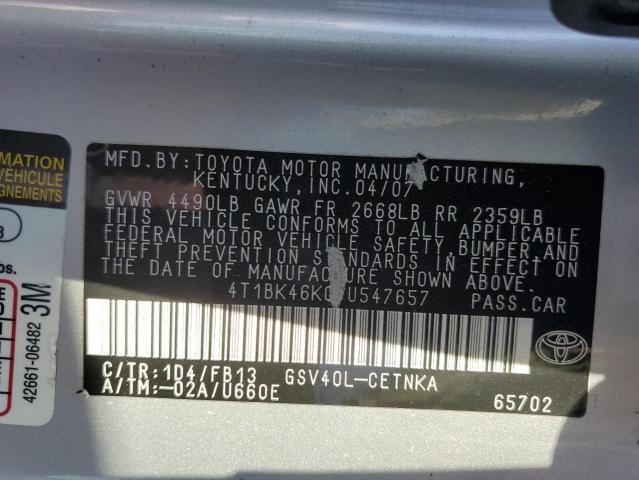 MFD.BY:TOYOTA MOTOR MANUFACTURING,
KENTUCKY, INC. 04/07
GVWR 4490LB GAWR FR 2668LB RR 2359LB
THIS VEHICLE CONFORMS TO ALL APPLICABLE
FEDERAL MOTOR VEHICLE SAFETY, BUMPER, AND
THEFT PREVENTION STANDARDS IN EFFECT ON
THE DATE OF MANUFACTURE SHOWN ABOVE.
PASS.CAR
C/TR:1D4/FB13 GSV40L-CETNKA
A/TM:-02A/U660E 65702
MATION
VEHICLE
GNEMENTS
bs.
42661-06482 3M